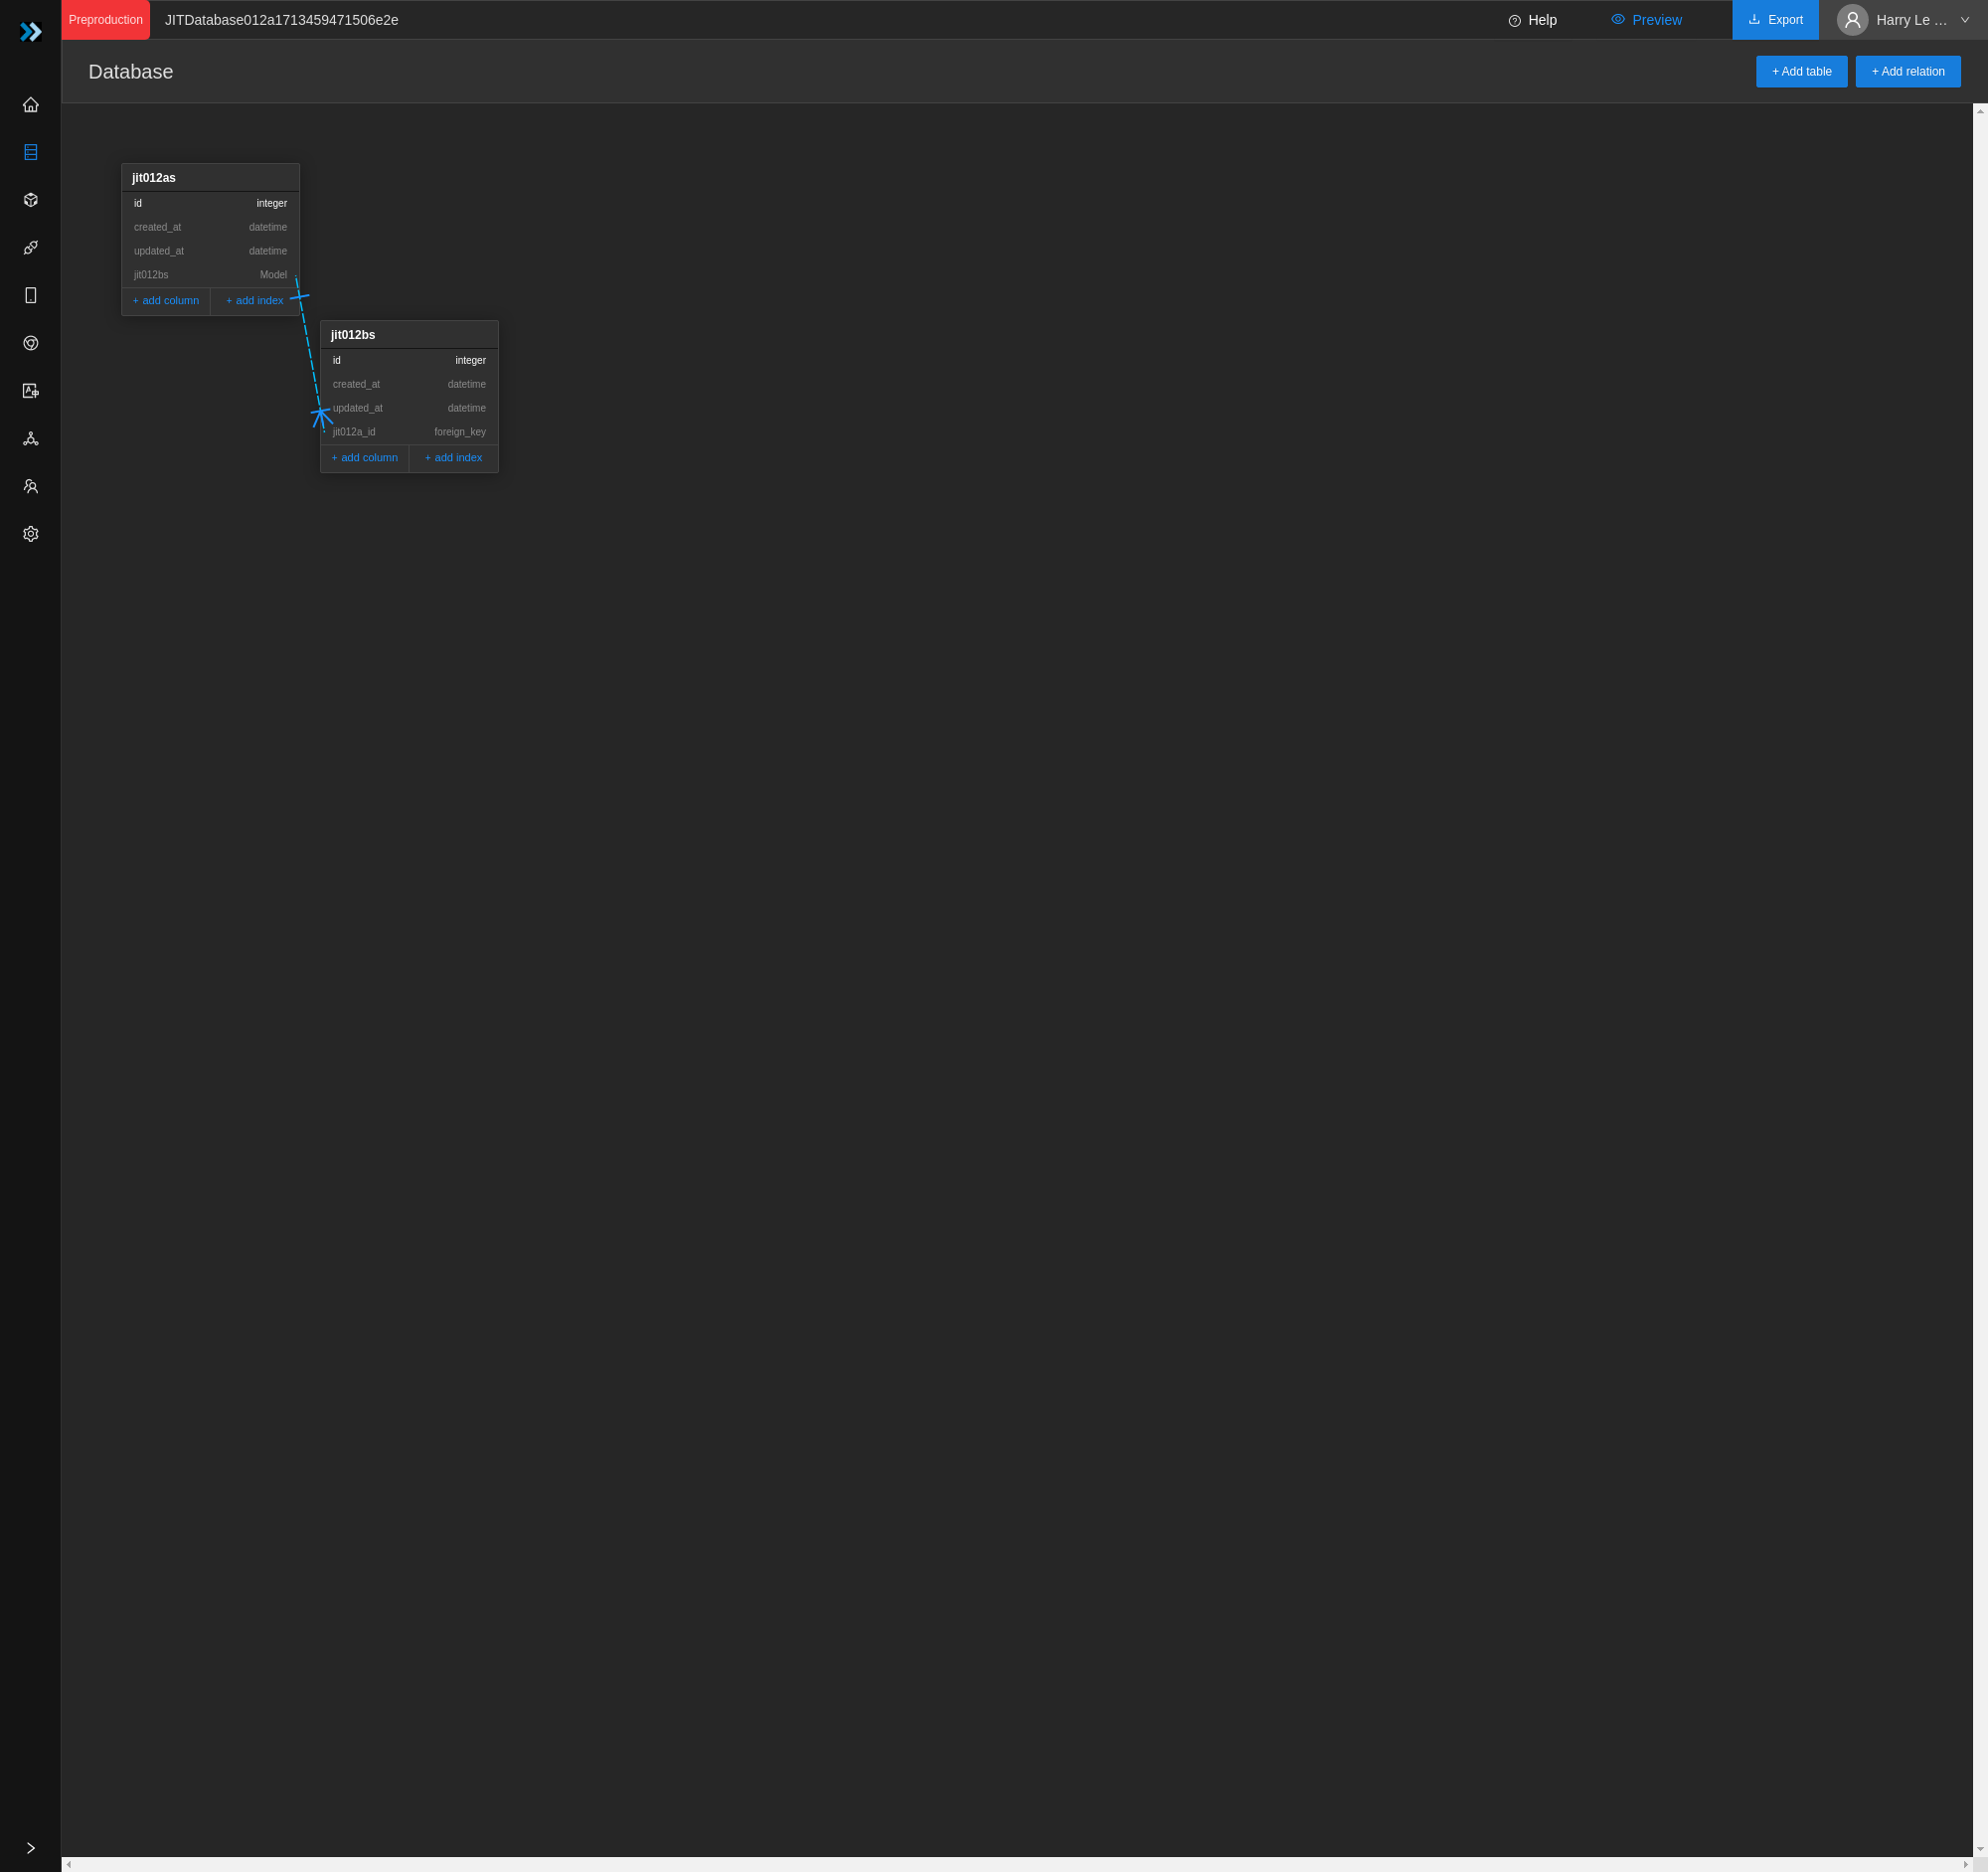 Preproduction JITDatabase012a1713459471506e2e Help Preview Export Harry Le ...
Database + Add table + Add relation
jit012as
id integer
created_at datetime
updated_at datetime
jit012bs Model
+ add column + add index
jit012bs
id integer
created_at datetime
updated_at datetime
jit012a_id foreign_key
+ add column + add index